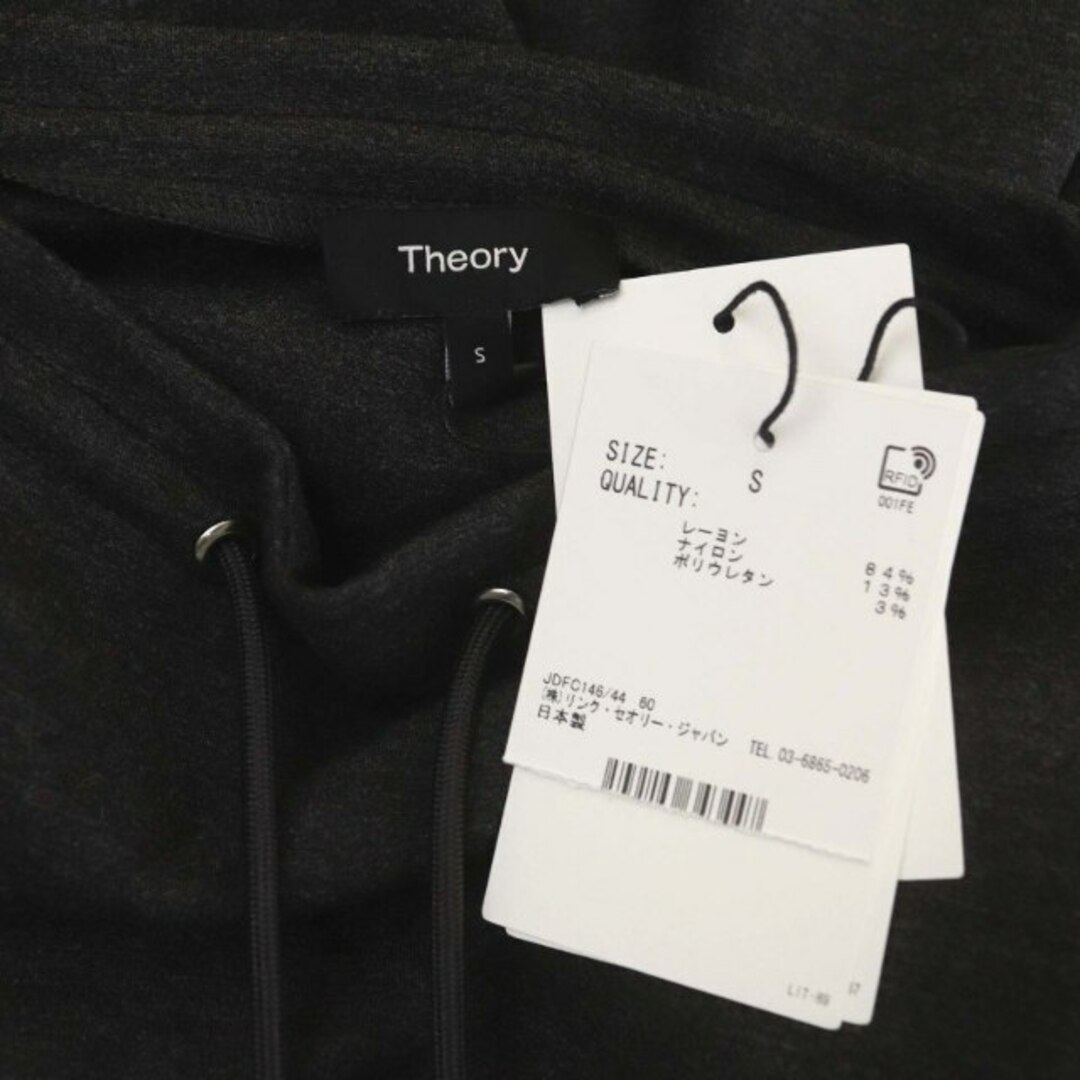 Theory
S
SIZE: S
QUALITY:
RFID
001FE
レーヨン 84%
ナイロン 13%
ポリウレタン 3%
JDFC146/44 60
(株)リンク・セオリー・ジャパン TEL 03-6865-0206
日本製